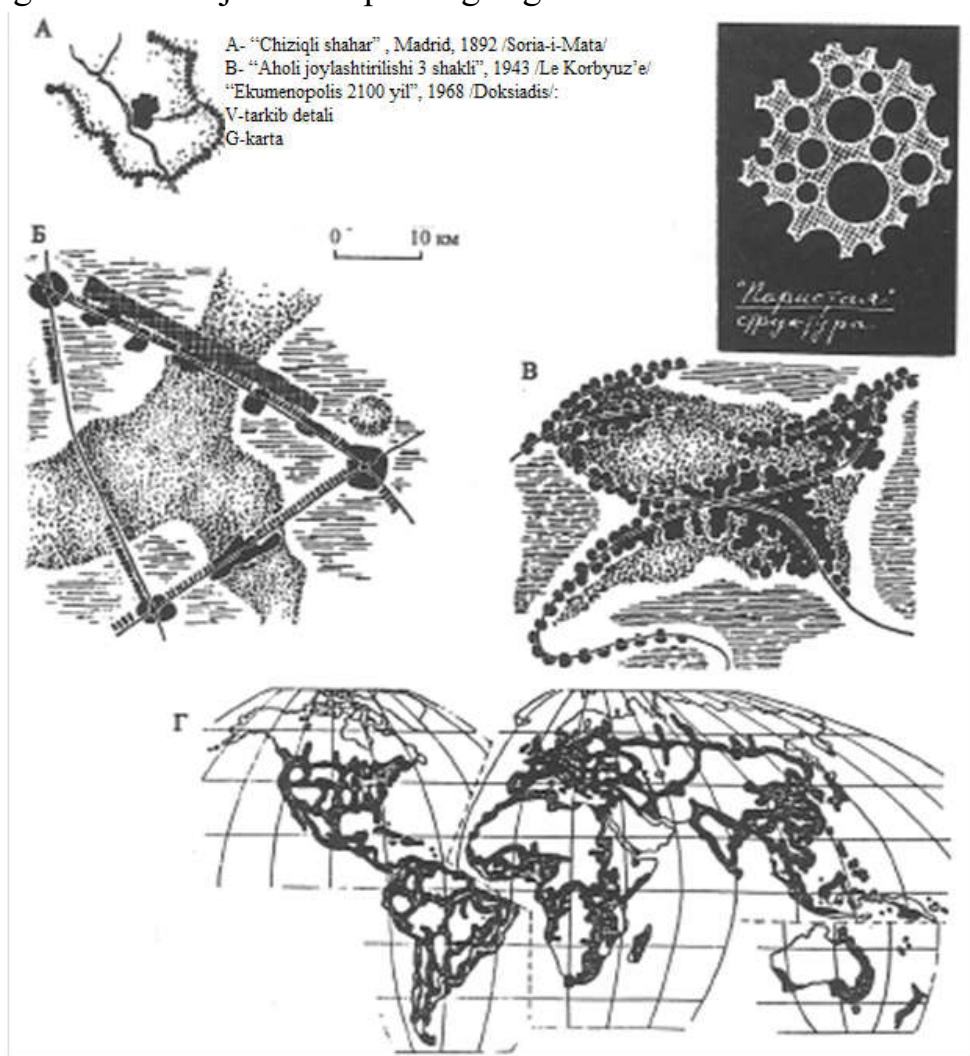 А
A- “Chiziqli shahar” , Madrid, 1892 /Soria-i-Mata/
B- “Aholi joylashtirilishi 3 shakli”, 1943 /Le Korbyuz’e/
“Ekumenopolis 2100 yil”, 1968 /Doksiadis/:
V-tarkib detali
G-karta
"Пористая"
структура
Б
0 10 км
В
Г